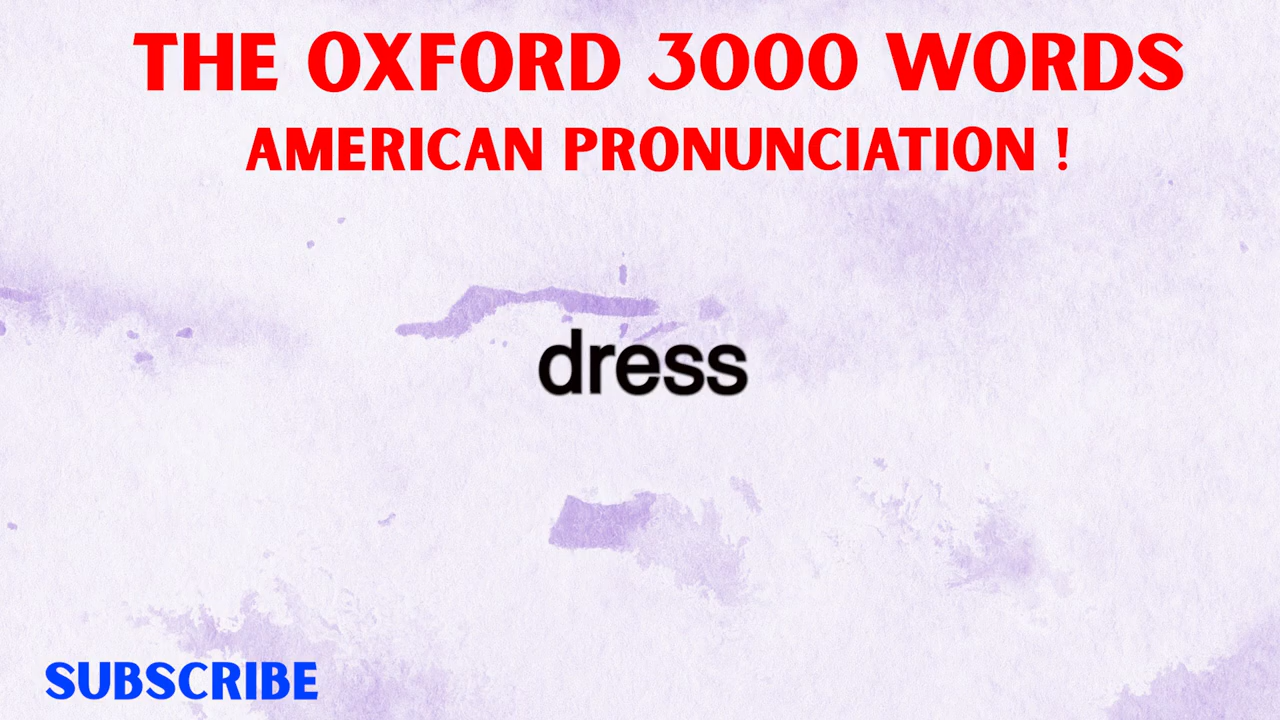 THE OXFORD 3000 WORDS
AMERICAN PRONUNCIATION !
dress
SUBSCRIBE